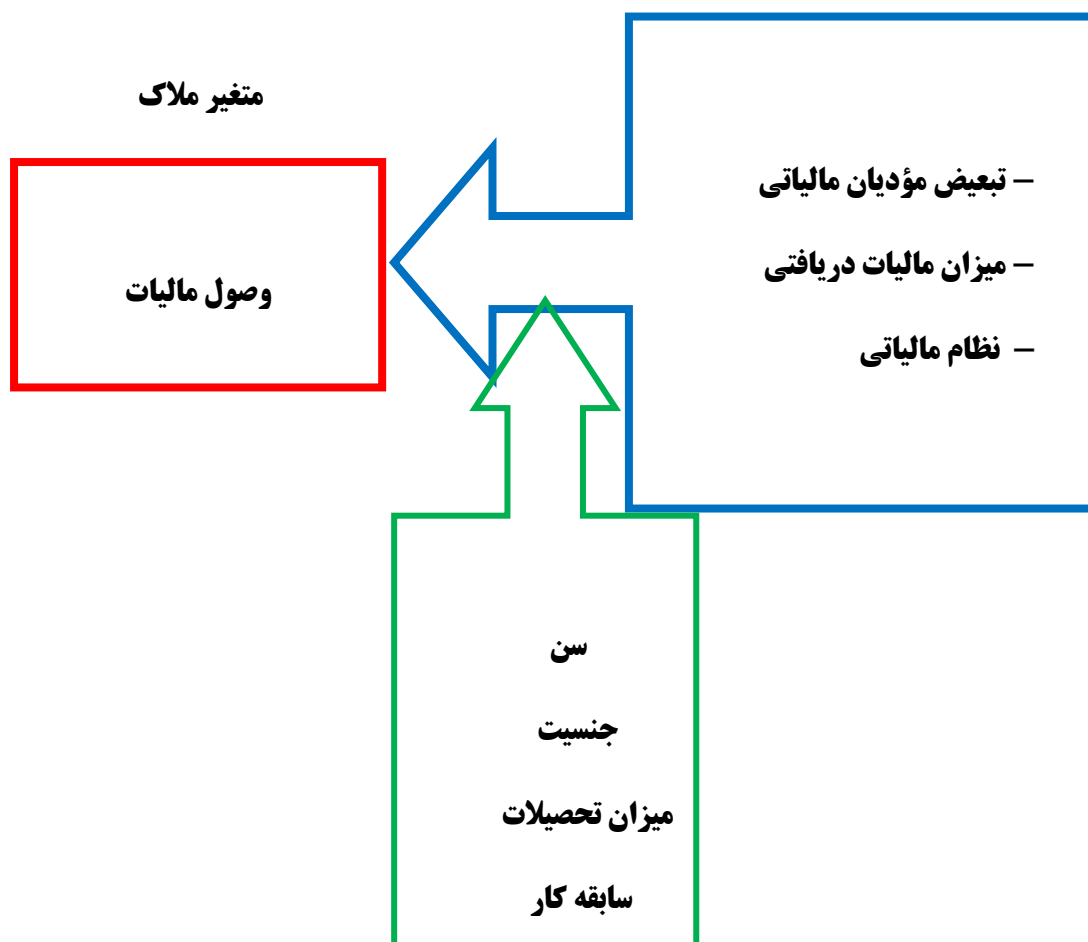 متغیر ملاک
– تبعیض مؤدیان مالیاتی
– میزان مالیات دریافتی
– نظام مالیاتی
وصول مالیات
سن
جنسیت
میزان تحصیلات
سابقه کار